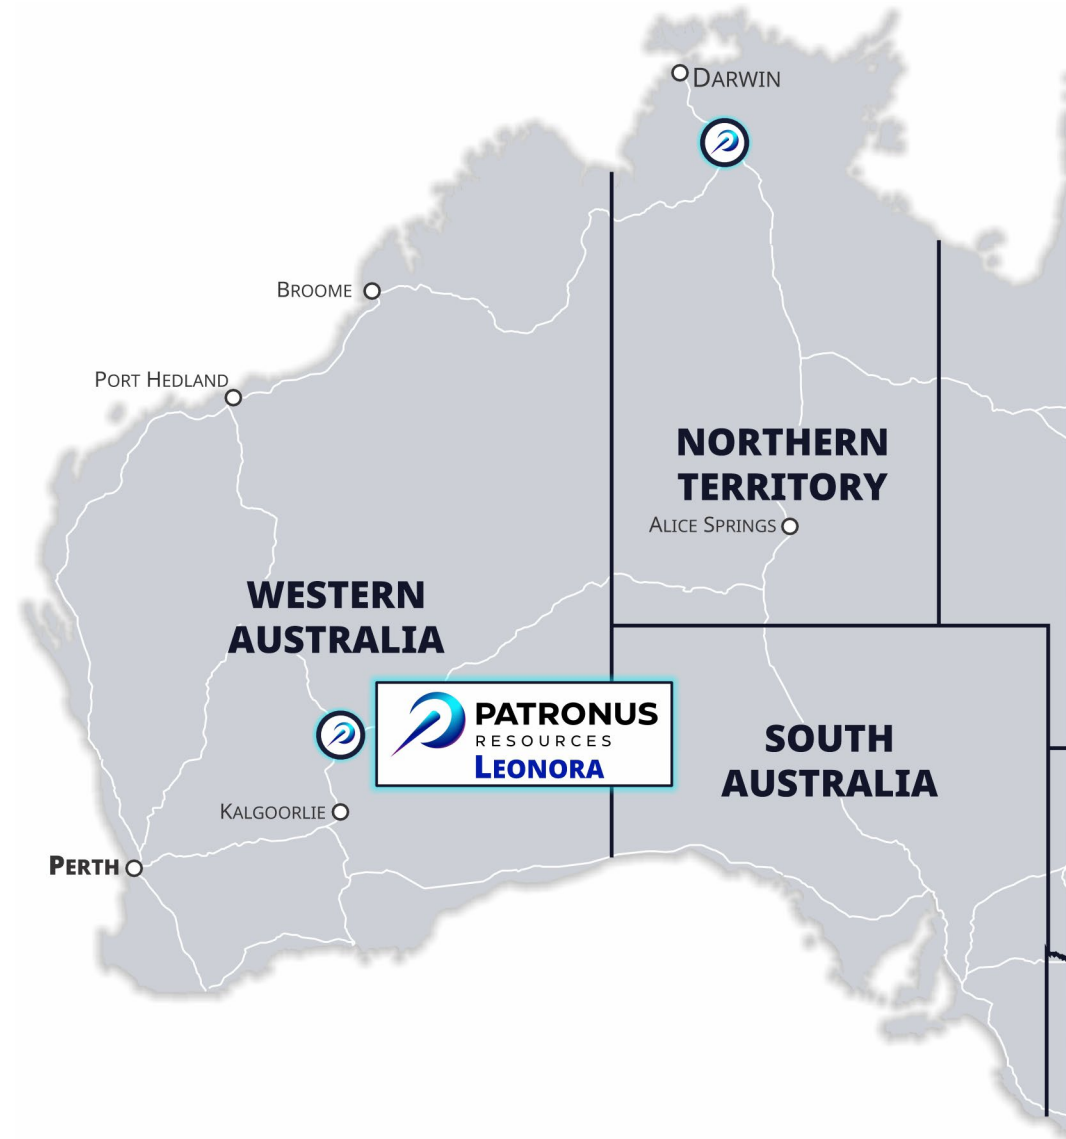 DARWIN
BROOME
PORT HEDLAND
NORTHERN
TERRITORY
ALICE SPRINGS
WESTERN
AUSTRALIA
PATRONUS
RESOURCES
LEONORA
SOUTH
AUSTRALIA
KALGOORLIE
PERTH